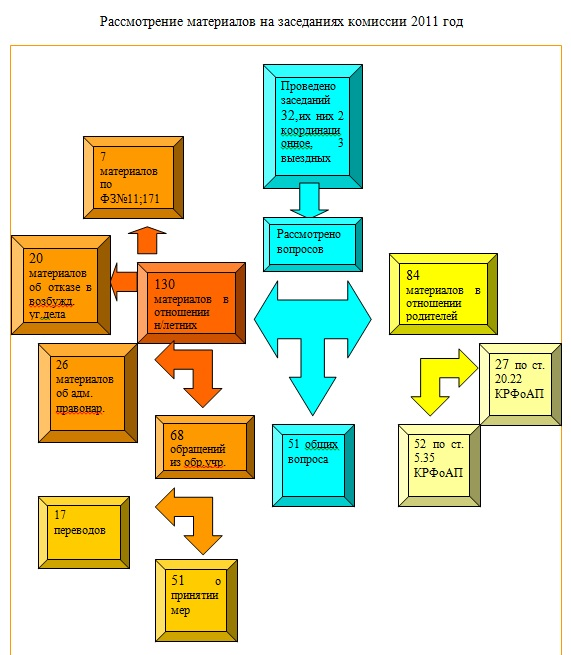 Рассмотрение материалов на заседаниях комиссии 2011 год
Проведено
заседаний
32,их них 2
координаци
онное, 3
выездных
7
материалов
по
ФЗ№11;171
Рассмотрено
вопросов
20
материалов
об отказе в
возбужд.
уг.дела
130
материалов в
отношении
н/летних
84
материалов в
отношении
родителей
26
материалов
об адм.
правонар.
27 по ст.
20.22
КРФоАП
68
обращений
из обр.учр.
51 общих
вопроса
52 по ст.
5.35
КРФоАП
17
переводов
51 о
принятии
мер